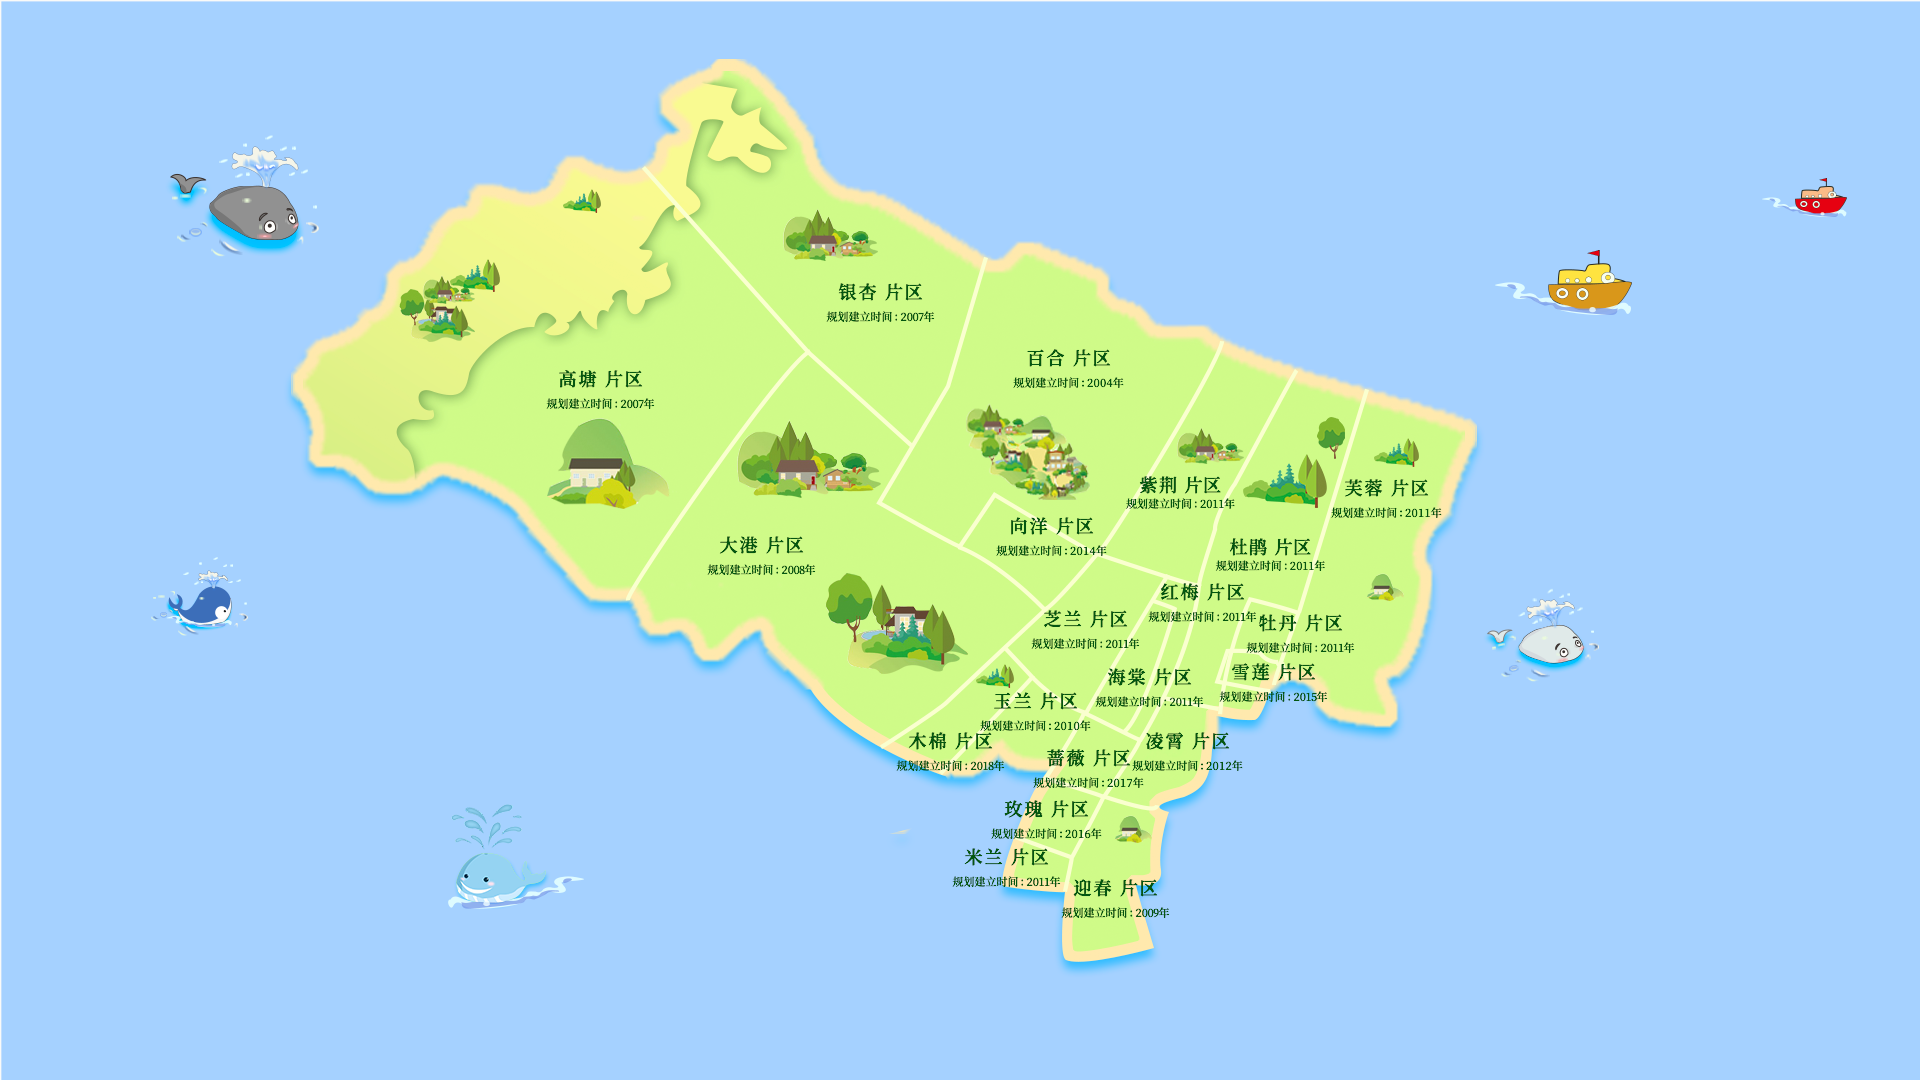 银杏 片区
规划建立时间 : 2007年
百合 片区
规划建立时间 : 2004年
高塘 片区
规划建立时间 : 2007年
紫荆 片区
规划建立时间 : 2011年
芙蓉 片区
规划建立时间 : 2011年
向洋 片区
规划建立时间 : 2014年
大港 片区
规划建立时间 : 2008年
杜鹃 片区
规划建立时间 : 2011年
红梅 片区
规划建立时间 : 2011年
芝兰 片区
规划建立时间 : 2011年
牡丹 片区
规划建立时间 : 2011年
雪莲 片区
规划建立时间 : 2015年
海棠 片区
规划建立时间 : 2011年
玉兰 片区
规划建立时间 : 2010年
木棉 片区
规划建立时间 : 2018年
凌霄 片区
规划建立时间 : 2012年
蔷薇 片区
规划建立时间 : 2017年
玫瑰 片区
规划建立时间 : 2016年
米兰 片区
规划建立时间 : 2011年
迎春 片区
规划建立时间 : 2009年